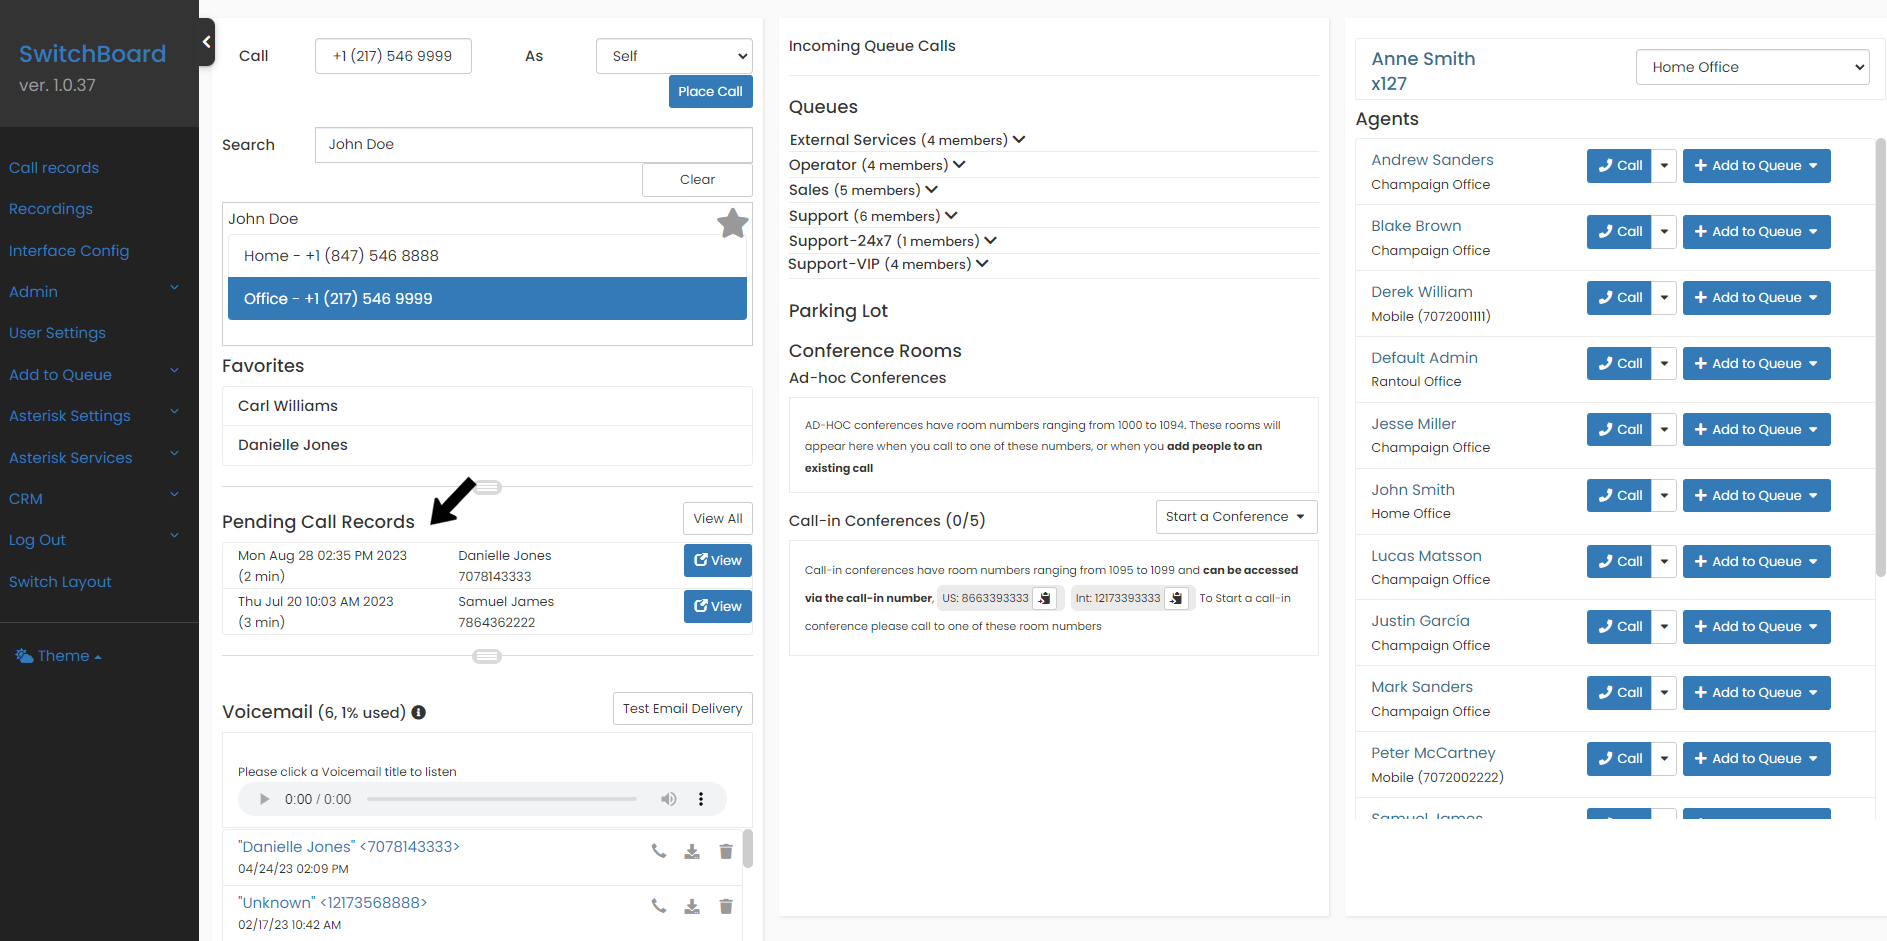 SwitchBoard
ver. 1.0.37
Call records
Recordings
Interface Config
Admin
User Settings
Add to Queue
Asterisk Settings
Asterisk Services
CRM
Log Out
Switch Layout
Theme
Call +1 (217) 546 9999 As Self
Place Call
Search John Doe
Clear
John Doe
Home - +1 (847) 546 8888
Office - +1 (217) 546 9999
Favorites
Carl Williams
Danielle Jones
Pending Call Records View All
Mon Aug 28 02:35 PM 2023 Danielle Jones View
(2 min) 7078143333
Thu Jul 20 10:03 AM 2023 Samuel James View
(3 min) 7864362222
Voicemail (6, 1% used) Test Email Delivery
Please click a Voicemail title to listen
0:00 / 0:00
"Danielle Jones" <7078143333>
04/24/23 02:09 PM
"Unknown" <12173568888>
02/17/23 10:42 AM
Incoming Queue Calls
Queues
External Services (4 members)
Operator (4 members)
Sales (5 members)
Support (6 members)
Support-24x7 (1 members)
Support-VIP (4 members)
Parking Lot
Conference Rooms
Ad-hoc Conferences
AD-HOC conferences have room numbers ranging from 1000 to 1094. These rooms will
appear here when you call to one of these numbers, or when you add people to an
existing call
Call-in Conferences (0/5) Start a Conference
Call-in conferences have room numbers ranging from 1095 to 1099 and can be accessed
via the call-in number, US: 8663393333 Int: 12173393333 To Start a call-in
conference please call to one of these room numbers
Anne Smith
x127
Home Office
Agents
Andrew Sanders Call Add to Queue
Champaign Office
Blake Brown Call Add to Queue
Champaign Office
Derek William Call Add to Queue
Mobile (7072001111)
Default Admin Call Add to Queue
Rantoul Office
Jesse Miller Call Add to Queue
Champaign Office
John Smith Call Add to Queue
Home Office
Lucas Matsson Call Add to Queue
Champaign Office
Justin García Call Add to Queue
Champaign Office
Mark Sanders Call Add to Queue
Champaign Office
Peter McCartney Call Add to Queue
Mobile (7072002222)
Samuel James